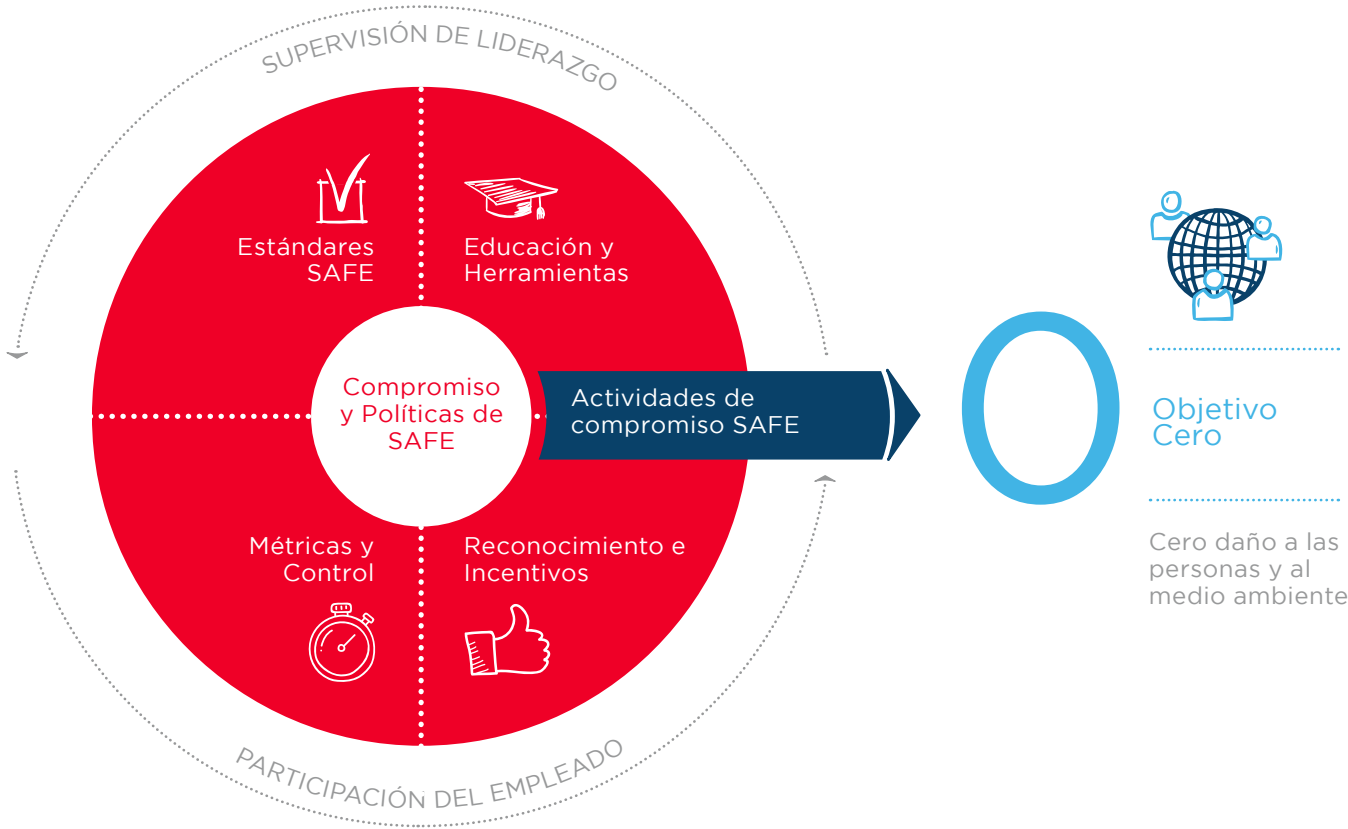 SUPERVISIÓN DE LIDERAZGO
Estándares
SAFE
Educación y
Herramientas
Compromiso
y Políticas de
SAFE
Actividades de
compromiso SAFE
Métricas y
Control
Reconocimiento e
Incentivos
PARTICIPACIÓN DEL EMPLEADO
0
Objetivo
Cero
Cero daño a las
personas y al
medio ambiente